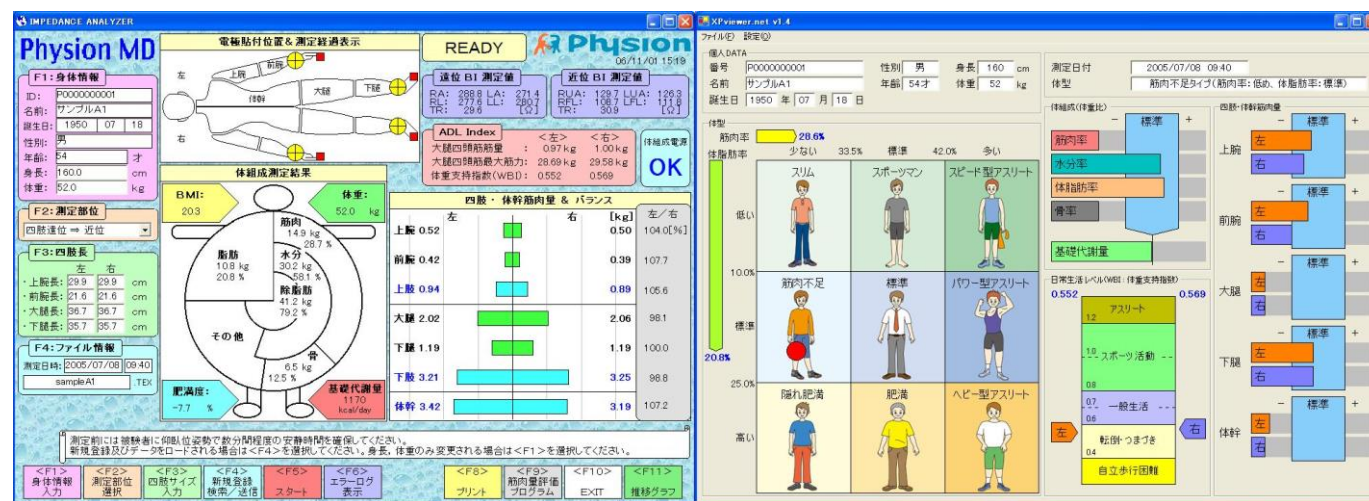 IMPEDANCE ANALYZER
Physion MD
電極貼付位置&測定経過表示
READY
Physion
06/11/01 15:19
F1:身体情報
ID: P0000000001
名前: サンプルA1
誕生日: 1950 07 18
性別: 男
年齢: 54 才
身長: 160.0 cm
体重: 52.0 kg
左
右
上腕
前腕
体幹
大腿
下腿
遠位 BI 測定値
RA: 288.8 LA: 271.4
RL: 277.6 LL: 280.7
TR: 29.6 [Ω]
近位 BI 測定値
RUA: 129.7 LUA: 126.3
RFL: 108.7 LFL: 111.8
TR: 30.9 [Ω]
ADL Index <左> <右>
大腿四頭筋筋量 : 0.97kg 1.00kg
大腿四頭筋最大筋力: 28.69kg 29.58kg
体重支持指数(WBI): 0.552 0.569
体組成電源
OK
F2:測定部位
四肢遠位 ⇒ 近位
F3:四肢長
左 右
・上腕長: 29.9 29.9 cm
・前腕長: 21.6 21.6 cm
・大腿長: 36.7 36.7 cm
・下腿長: 35.7 35.7 cm
F4:ファイル情報
測定日時: 2005/07/08 09:40
sampleA1 .TEX
体組成測定結果
BMI:
20.3
体重:
52.0 kg
筋肉
14.9 kg
28.7 %
脂肪
10.8 kg
20.8 %
水分
30.2 kg
58.1 %
除脂肪
41.2 kg
79.2 %
その他
骨
6.5 kg
12.5 %
肥満度:
-7.7 %
基礎代謝量
1170
kcal/day
四肢・体幹筋肉量 & バランス
左 右 [kg] 左/右
上腕 0.52 0.50 104.0[%]
前腕 0.42 0.39 107.7
上肢 0.94 0.89 105.6
大腿 2.02 2.06 98.1
下腿 1.19 1.19 100.0
下肢 3.21 3.25 98.8
体幹 3.42 3.19 107.2
測定前には被験者に仰臥位姿勢で数分間程度の安静時間を確保してください。
新規登録及びデータをロードされる場合は<F4>を選択してください。身長、体重のみ変更される場合は<F1>を選択してください。
<F1> 身体情報 入力
<F2> 測定部位 選択
<F3> 四肢サイズ 入力
<F4> 新規登録 検索/送信
<F5> スタート
<F6> エラーログ 表示
<F8> プリント
<F9> 筋肉量評価 プログラム
<F10> EXIT
<F11> 推移グラフ
XPviewer.net v1.4
ファイル(F) 設定(O)
個人DATA
番号 P0000000001 性別 男 身長 160 cm
名前 サンプルA1 年齢 54才 体重 52 kg
誕生日 1950 年 07 月 18 日
測定日付 2005/07/08 09:40
体型 筋肉不足タイプ(筋肉率:低め、体脂肪率:標準)
体型
筋肉率 28.6%
体脂肪率 少ない 33.5% 標準 42.0% 多い
スリム スポーツマン スピード型アスリート
低い
10.0%
筋肉不足 標準 パワー型アスリート
標準
20.8%
25.0%
隠れ肥満 肥満 ヘビー型アスリート
高い
体組成(体重比)
- 標準 +
筋肉率
水分率
体脂肪率
骨率
基礎代謝量
日常生活レベル(WBI:体重支持指数)
0.552 0.569
アスリート
1.2
1.0 スポーツ活動
0.8
0.7 一般生活
0.6
左 転倒・つまづき 右
0.4
自立歩行困難
四肢・体幹筋肉量
- 標準 +
上腕 左 右
- 標準 +
前腕 左 右
- 標準 +
大腿 左 右
- 標準 +
下腿 左 右
- 標準 +
体幹 左 右